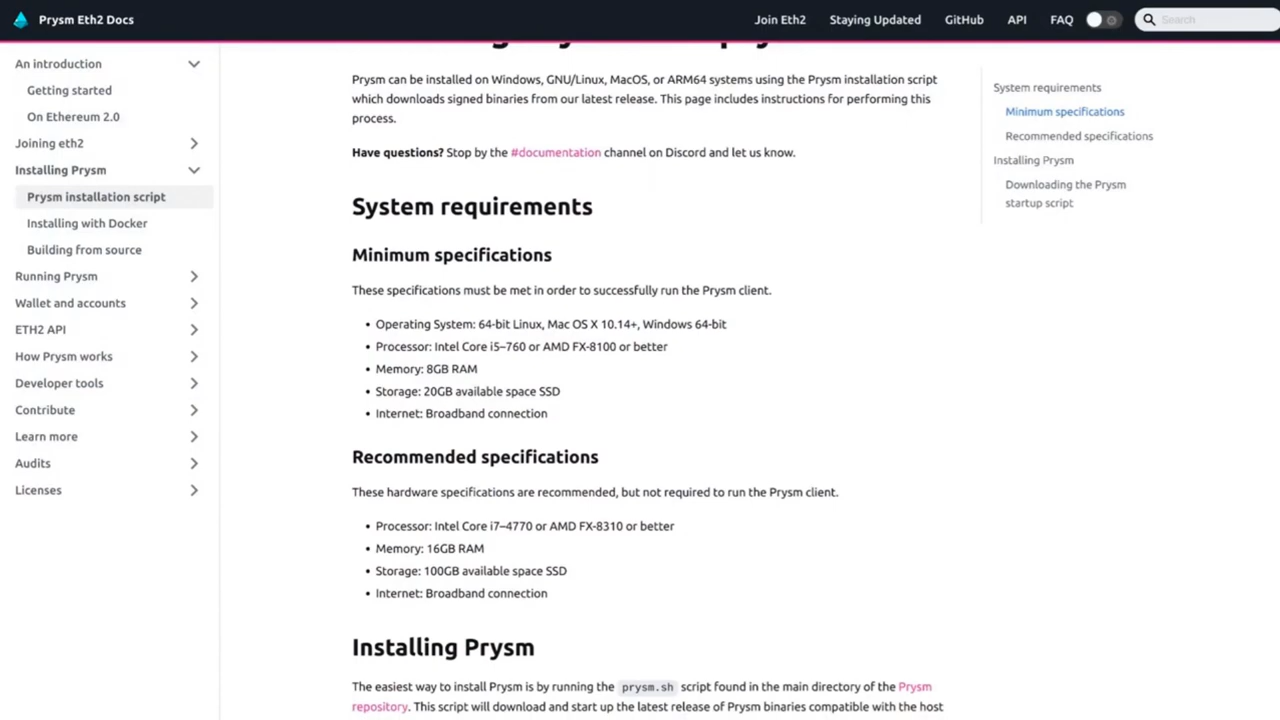 Prysm Eth2 Docs
Join Eth2
Staying Updated
GitHub
API
FAQ
Search
An introduction
Getting started
On Ethereum 2.0
Joining eth2
Installing Prysm
Prysm installation script
Installing with Docker
Building from source
Running Prysm
Wallet and accounts
ETH2 API
How Prysm works
Developer tools
Contribute
Learn more
Audits
Licenses
Prysm can be installed on Windows, GNU/Linux, MacOS, or ARM64 systems using the Prysm installation script
which downloads signed binaries from our latest release. This page includes instructions for performing this
process.
Have questions? Stop by the #documentation channel on Discord and let us know.
System requirements
Minimum specifications
These specifications must be met in order to successfully run the Prysm client.
• Operating System: 64-bit Linux, Mac OS X 10.14+, Windows 64-bit
• Processor: Intel Core i5–760 or AMD FX-8100 or better
• Memory: 8GB RAM
• Storage: 20GB available space SSD
• Internet: Broadband connection
Recommended specifications
These hardware specifications are recommended, but not required to run the Prysm client.
• Processor: Intel Core i7–4770 or AMD FX-8310 or better
• Memory: 16GB RAM
• Storage: 100GB available space SSD
• Internet: Broadband connection
Installing Prysm
The easiest way to install Prysm is by running the prysm.sh script found in the main directory of the Prysm
repository. This script will download and start up the latest release of Prysm binaries compatible with the host
System requirements
Minimum specifications
Recommended specifications
Installing Prysm
Downloading the Prysm
startup script